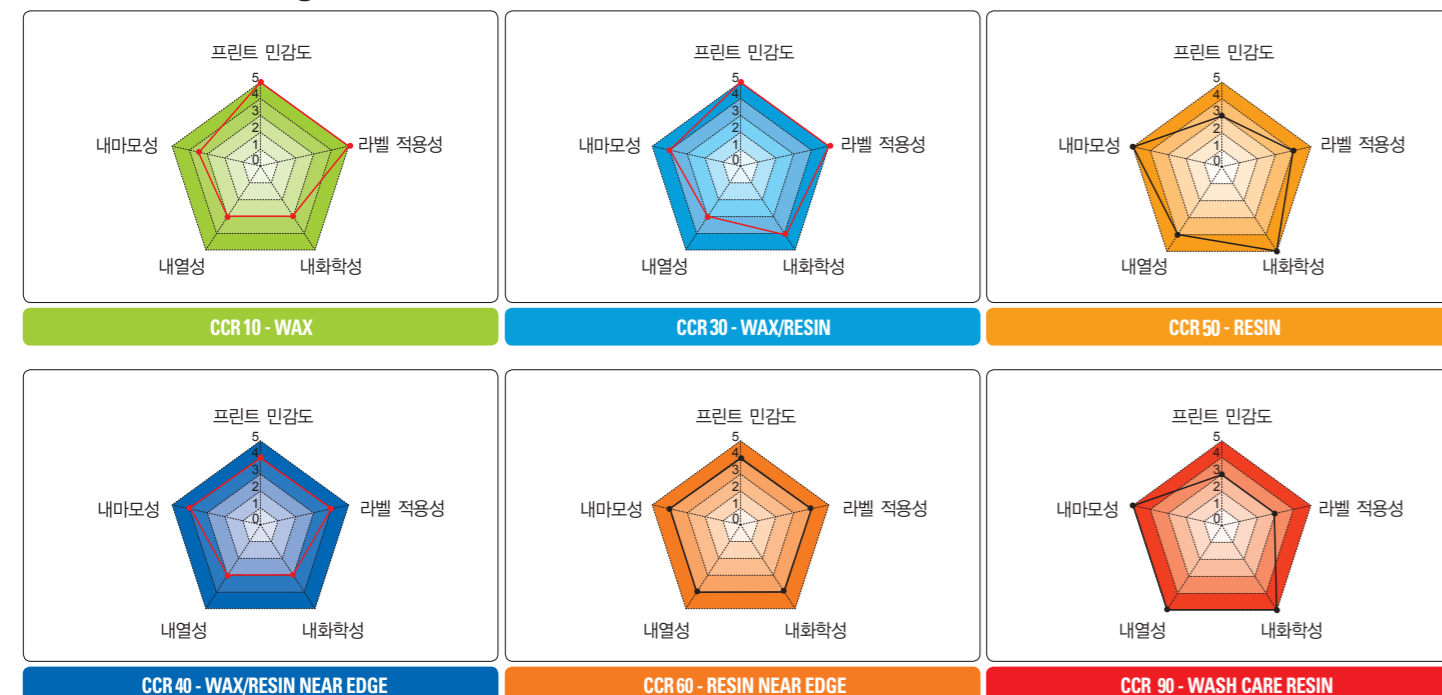 프린트 민감도
5
4
3
2
1
0
내마모성
라벨 적용성
내열성
내화학성
CCR 10 - WAX
프린트 민감도
5
4
3
2
1
0
내마모성
라벨 적용성
내열성
내화학성
CCR 30 - WAX/RESIN
프린트 민감도
5
4
3
2
1
0
내마모성
라벨 적용성
내열성
내화학성
CCR 50 - RESIN
프린트 민감도
5
4
3
2
1
0
내마모성
라벨 적용성
내열성
내화학성
CCR 40 - WAX/RESIN NEAR EDGE
프린트 민감도
5
4
3
2
1
0
내마모성
라벨 적용성
내열성
내화학성
CCR 60 - RESIN NEAR EDGE
프린트 민감도
5
4
3
2
1
0
내마모성
라벨 적용성
내열성
내화학성
CCR 90 - WASH CARE RESIN